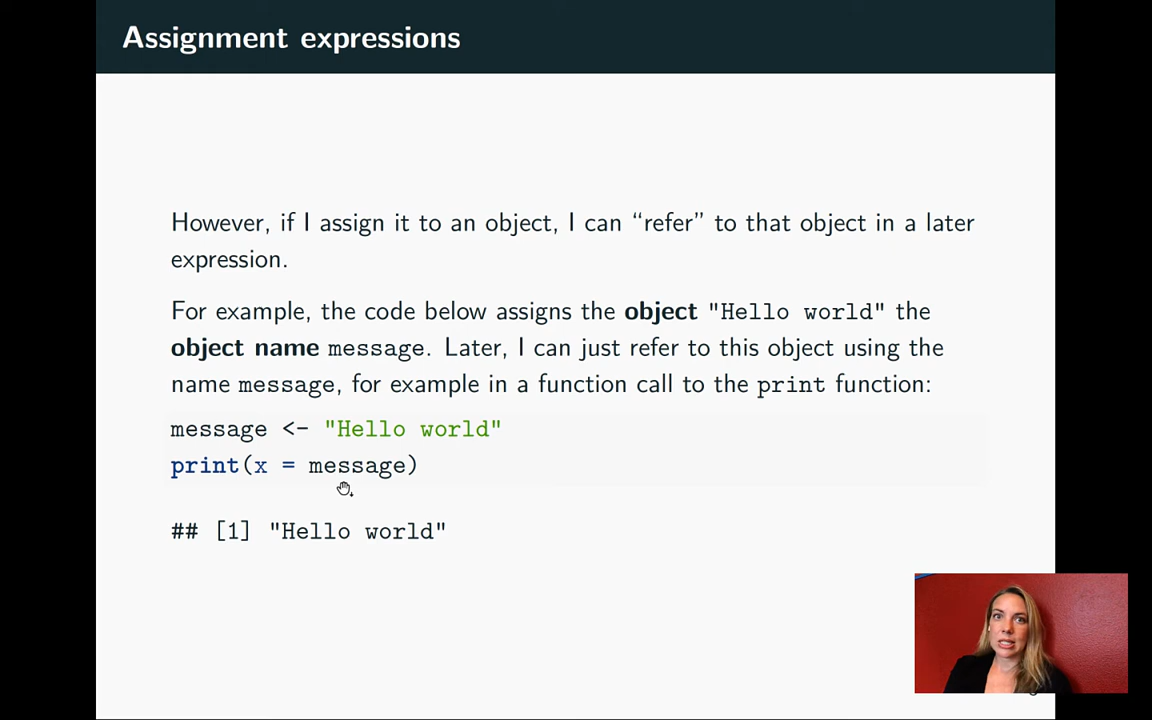 Assignment expressions
However, if I assign it to an object, I can “refer” to that object in a later
expression.
For example, the code below assigns the object "Hello world" the
object name message. Later, I can just refer to this object using the
name message, for example in a function call to the print function:
message <- "Hello world"
print(x = message)
## [1] "Hello world"